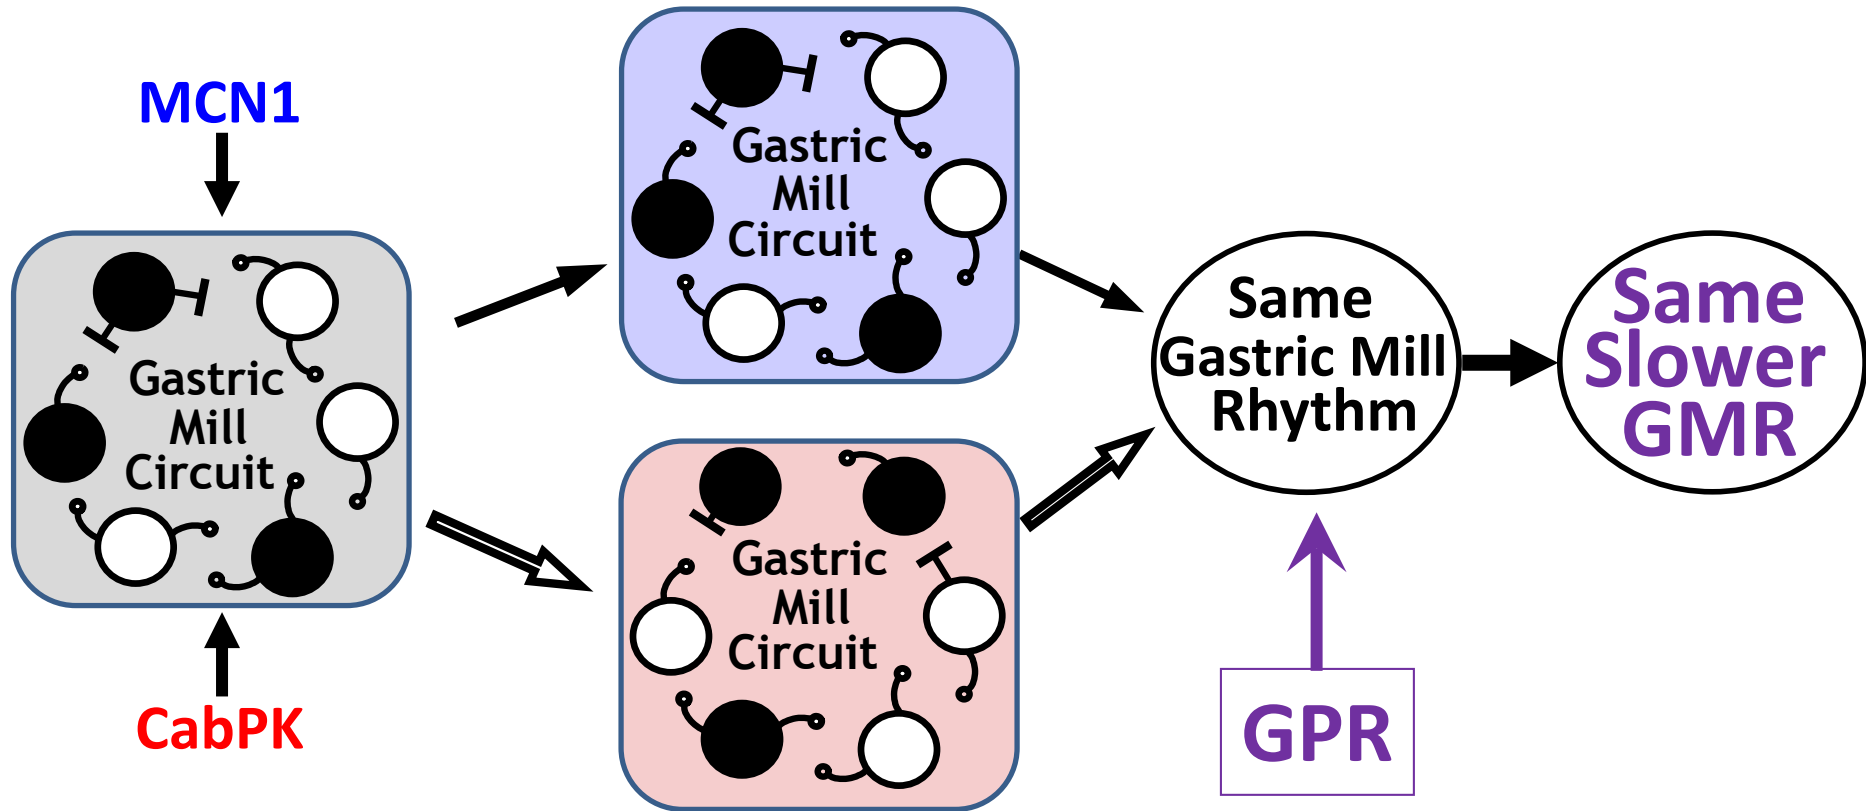 MCN1
Gastric
Mill
Circuit
CabPK
Gastric
Mill
Circuit
Gastric
Mill
Circuit
Same
Gastric Mill
Rhythm
GPR
Same
Slower
GMR